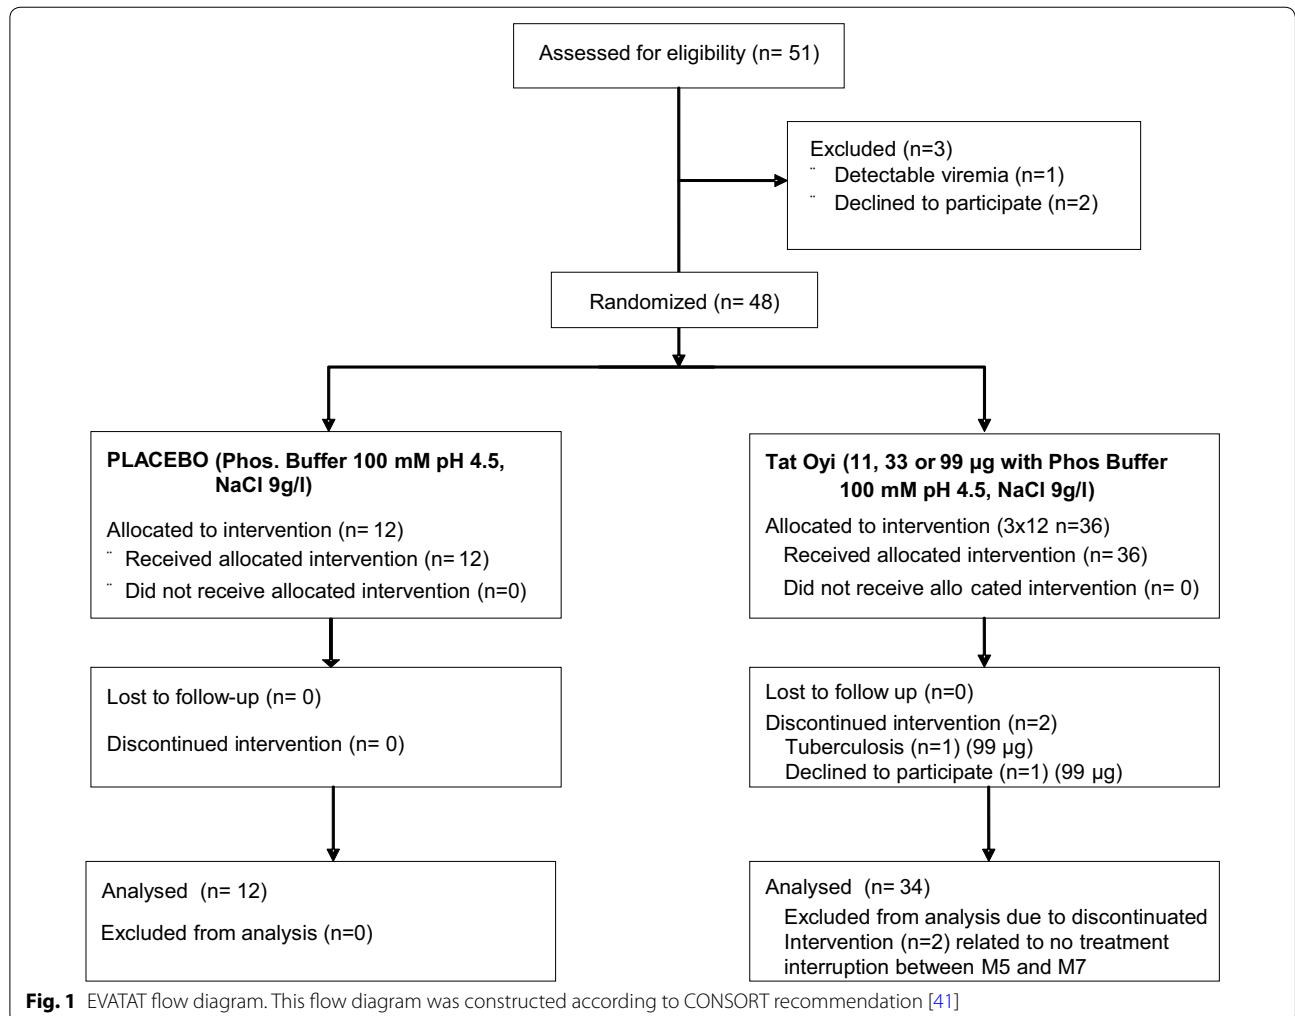 Assessed for eligibility (n= 51)
Excluded (n=3)
¨ Detectable viremia (n=1)
¨ Declined to participate (n=2)
Randomized (n= 48)
PLACEBO (Phos. Buffer 100 mM pH 4.5,
NaCl 9g/l)
Allocated to intervention (n= 12)
¨ Received allocated intervention (n= 12)
¨ Did not receive allocated intervention (n=0)
Tat Oyi (11, 33 or 99 µg with Phos Buffer
100 mM pH 4.5, NaCl 9g/l)
Allocated to intervention (3x12 n=36)
Received allocated intervention (n= 36)
Did not receive allo cated intervention (n= 0)
Lost to follow-up (n= 0)
Discontinued intervention (n= 0)
Lost to follow up (n=0)
Discontinued intervention (n=2)
Tuberculosis (n=1) (99 µg)
Declined to participate (n=1) (99 µg)
Analysed (n= 12)
Excluded from analysis (n=0)
Analysed (n= 34)
Excluded from analysis due to discontinuated
Intervention (n=2) related to no treatment
interruption between M5 and M7
Fig. 1 EVATAT flow diagram. This flow diagram was constructed according to CONSORT recommendation [41]